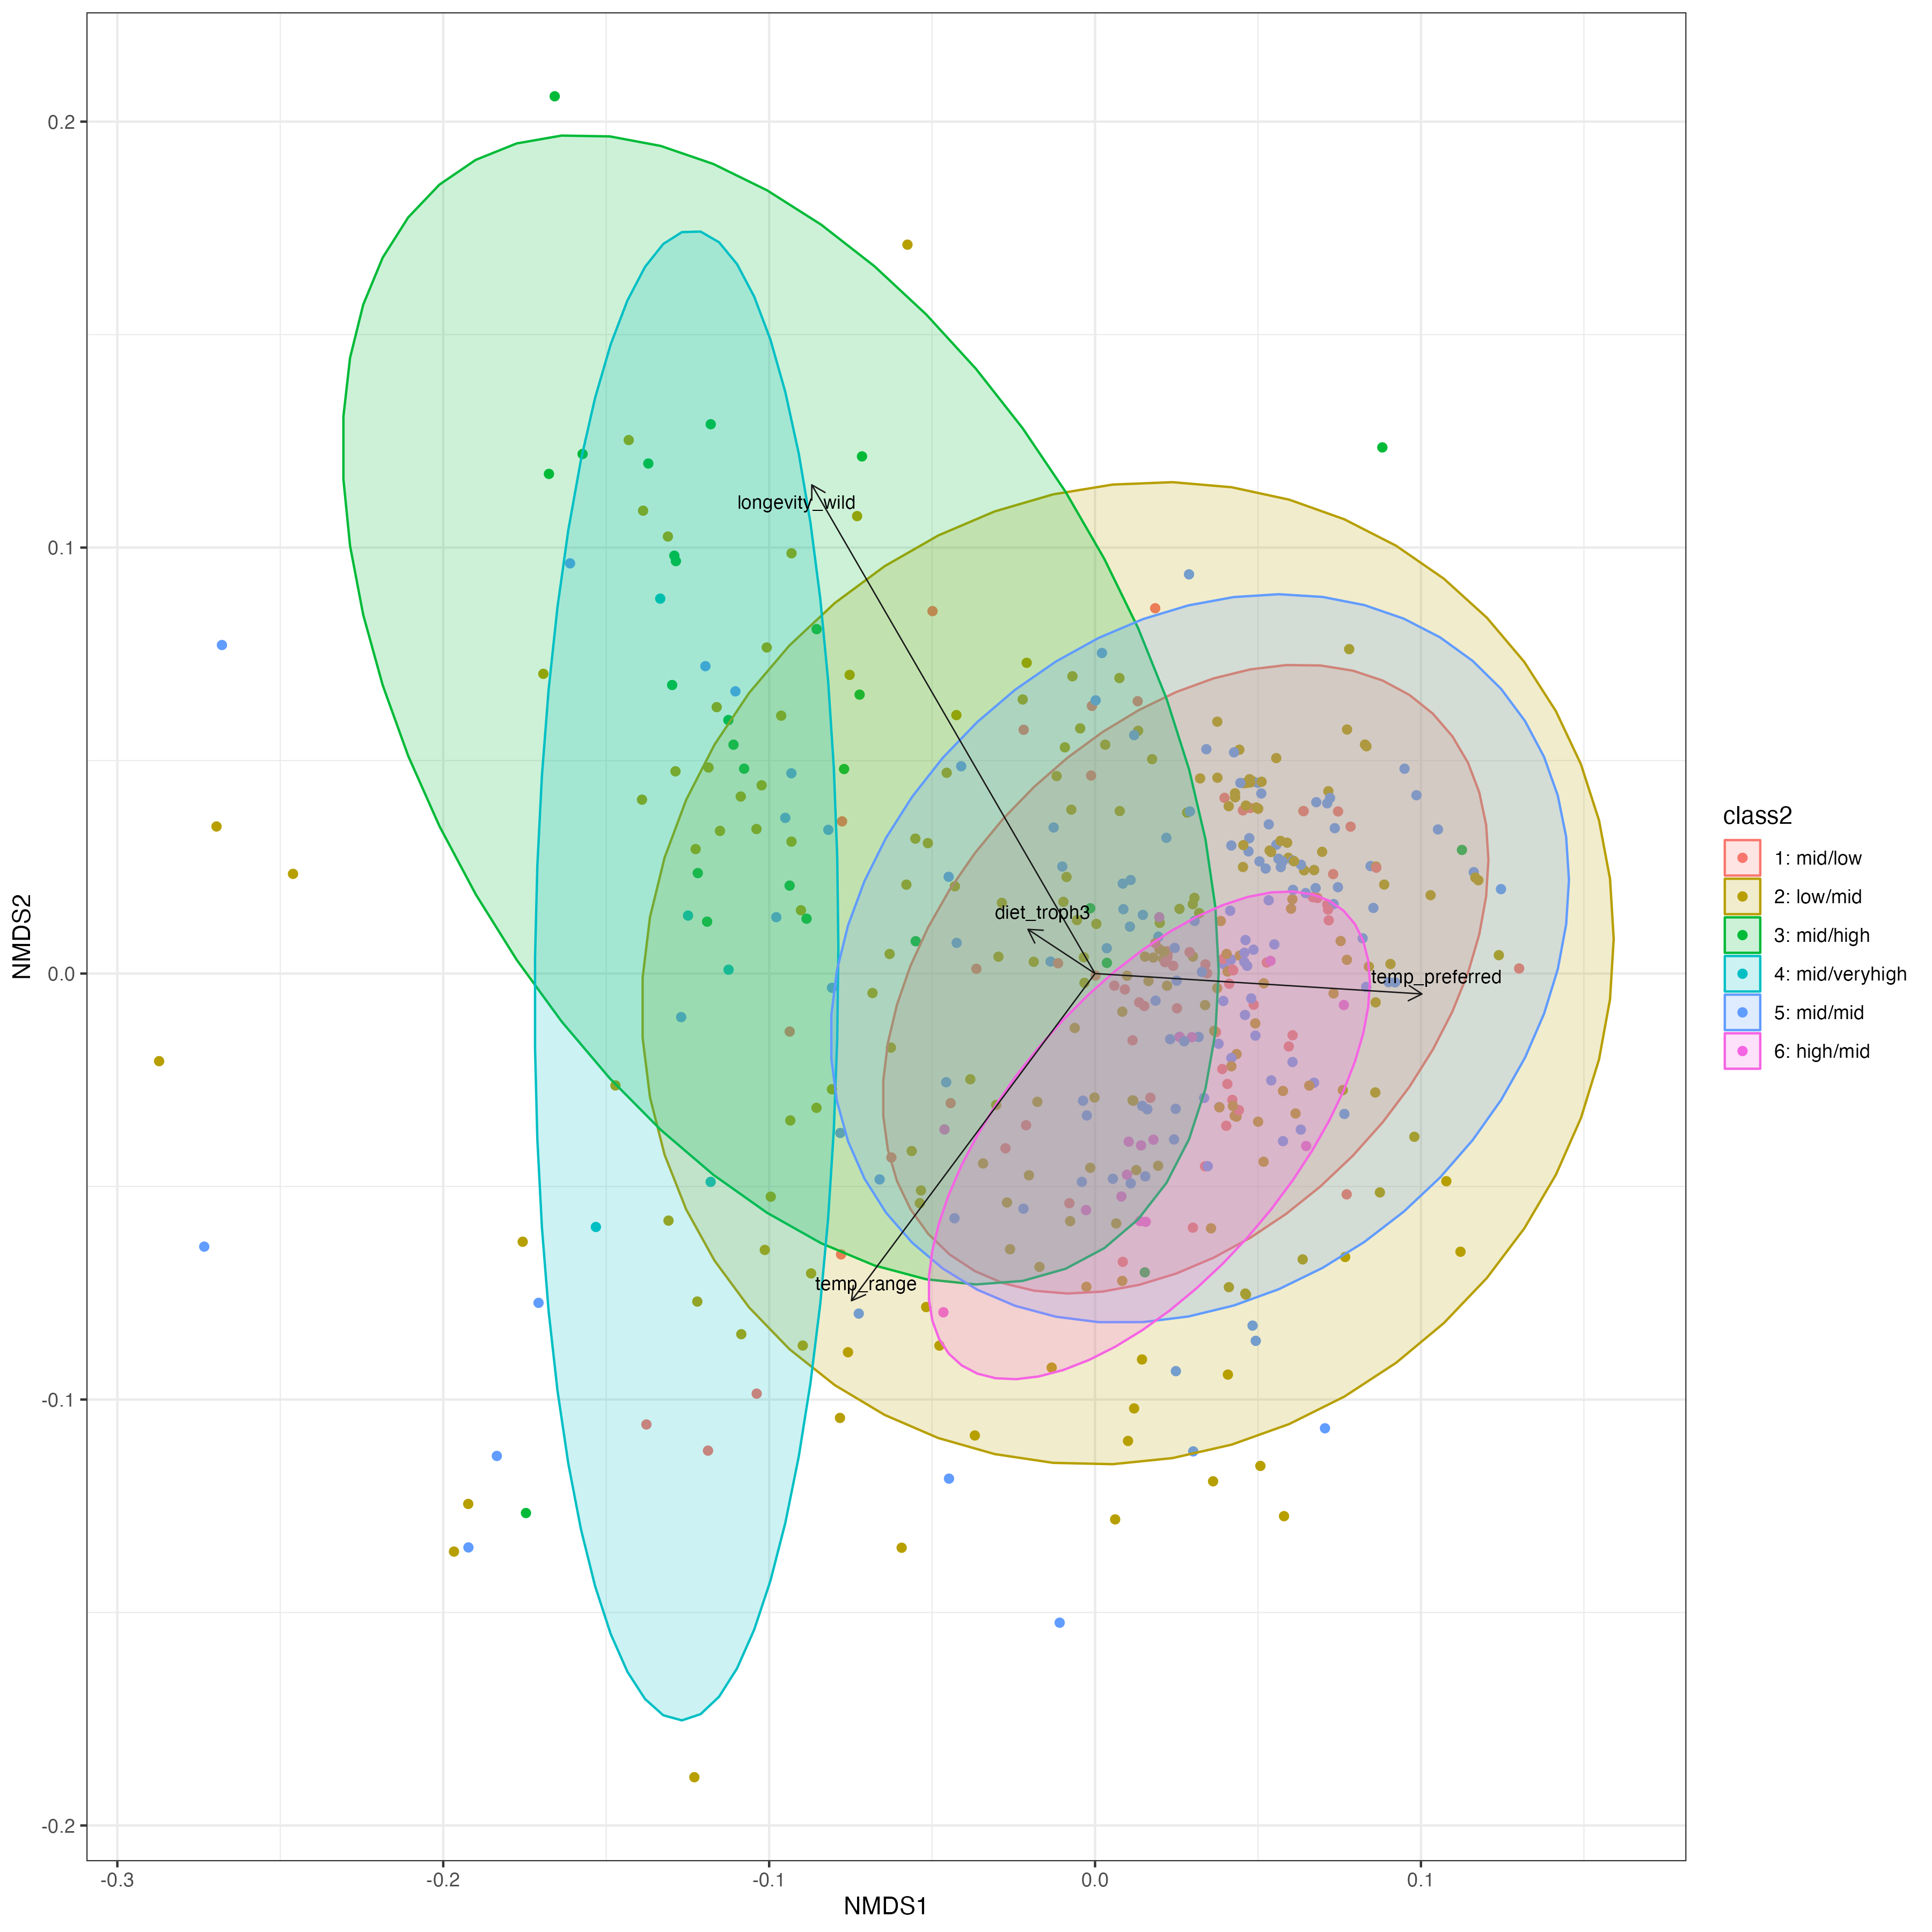 0.2
0.1
0.0
-0.1
-0.2
NMDS2
longevity_wild
diet_troph3
temp_preferred
temp_range
-0.3
-0.2
-0.1
0.0
0.1
NMDS1
class2
1: mid/low
2: low/mid
3: mid/high
4: mid/veryhigh
5: mid/mid
6: high/mid